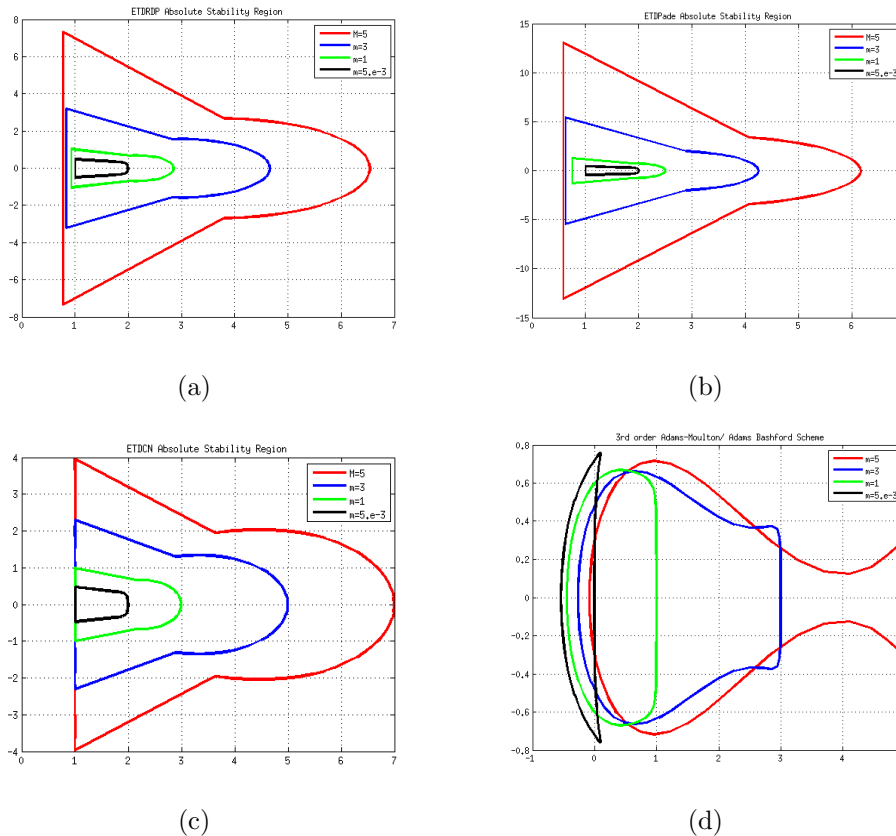 ETDRDP Absolute Stability Region
M=5
m=3
m=1
m=5.e-3
8
6
4
2
0
-2
-4
-6
-8
0 1 2 3 4 5 6 7
(a)
ETDPade Absolute Stability Region
M=5
m=3
m=1
m=5.e-3
15
10
5
0
-5
-10
-15
0 1 2 3 4 5 6
(b)
ETDCN Absolute Stability Region
M=5
m=3
m=1
m=5.e-3
4
3
2
1
0
-1
-2
-3
-4
0 1 2 3 4 5 6 7
(c)
3rd order Adams-Moulton/ Adams Bashford Scheme
m=5
m=3
m=1
m=5.e-3
0.8
0.6
0.4
0.2
0
-0.2
-0.4
-0.6
-0.8
-1 0 1 2 3 4
(d)